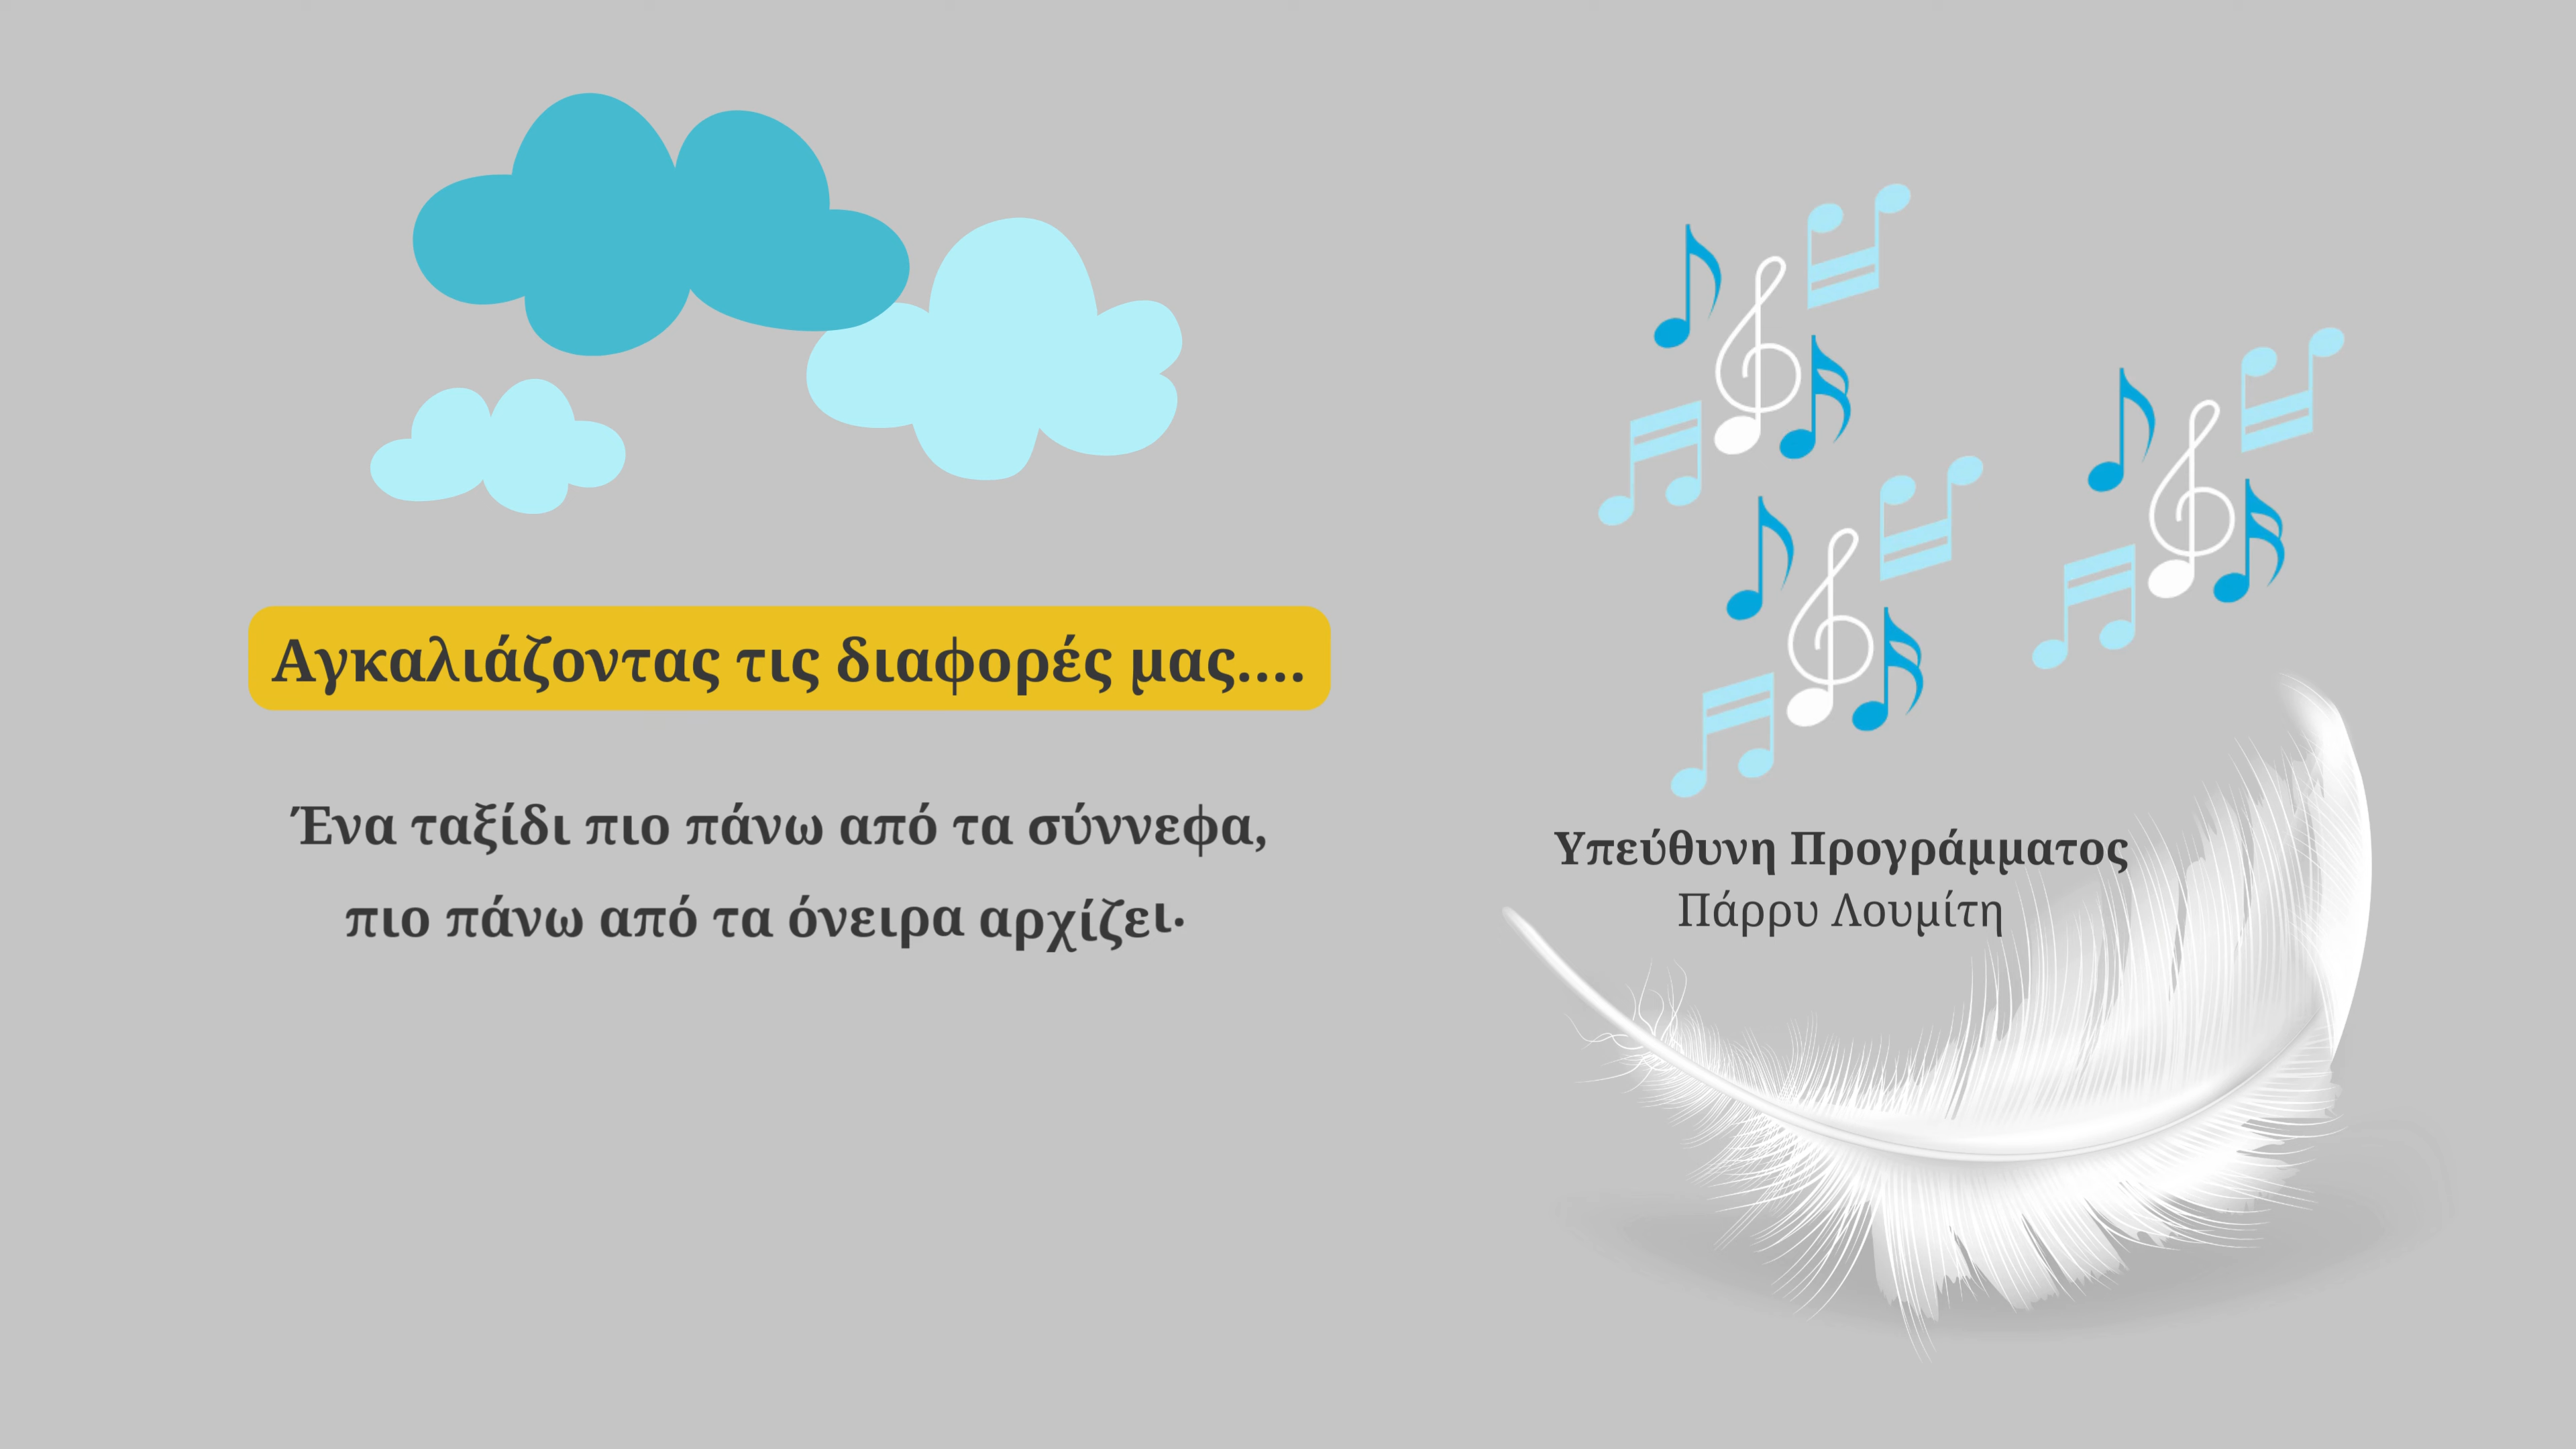 Αγκαλιάζοντας τις διαφορές μας....
Ένα ταξίδι πιο πάνω από τα σύννεφα,
πιο πάνω από τα όνειρα αρχίζει.
Υπεύθυνη Προγράμματος
Πάρρυ Λουμίτη